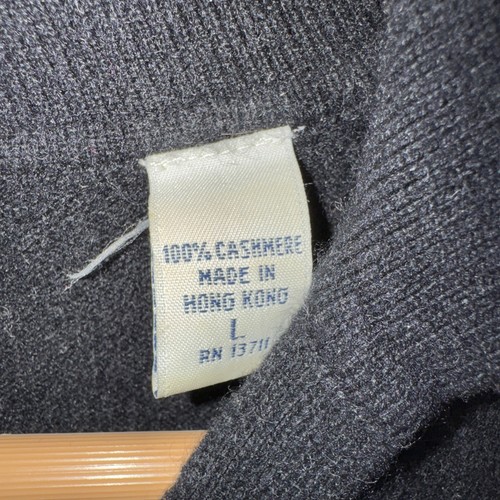 100% CASHMERE
MADE IN
HONG KONG
L
RN 13711